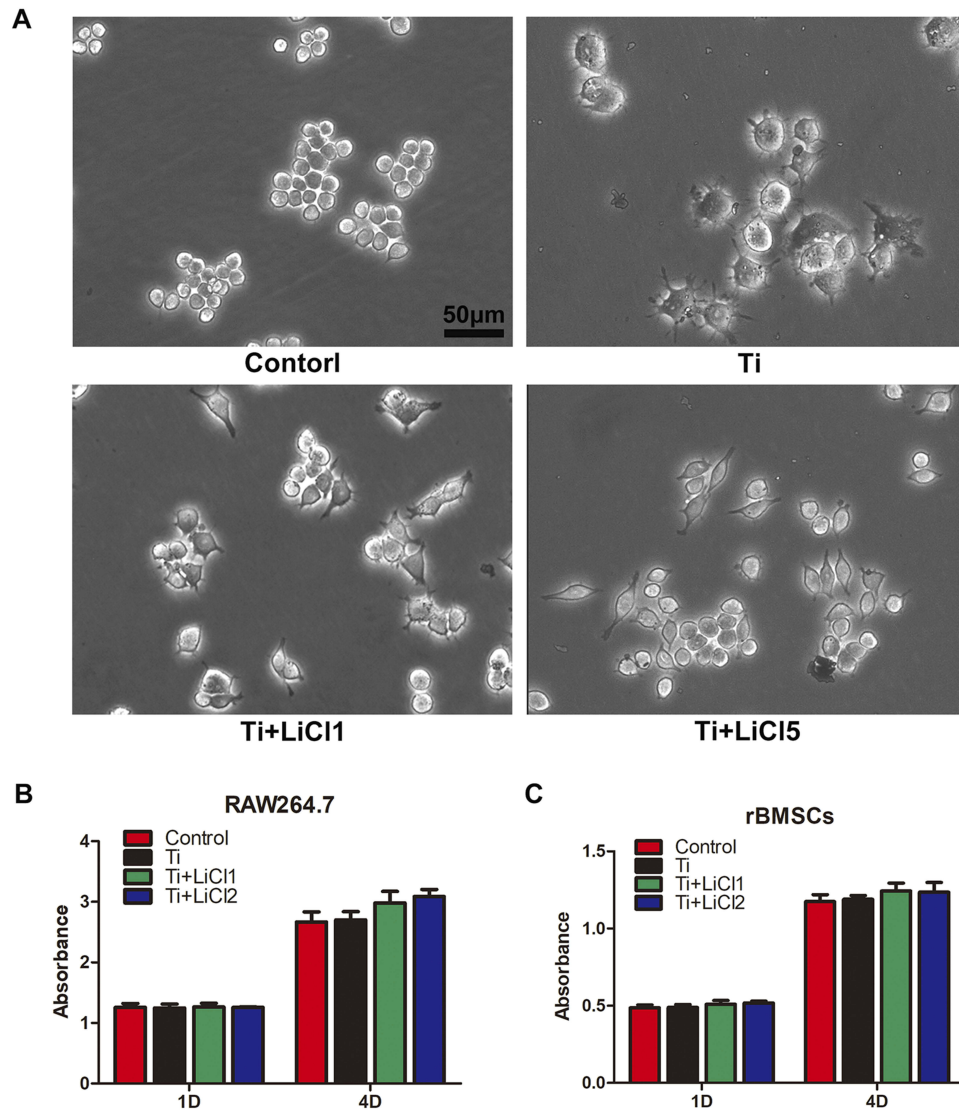 A
50µm
Contorl
Ti
Ti+LiCl1
Ti+LiCl5
B
RAW264.7
Control
Ti
Ti+LiCl1
Ti+LiCl2
Absorbance
4
3
2
1
0
1D
4D
C
rBMSCs
Control
Ti
Ti+LiCl1
Ti+LiCl2
Absorbance
1.5
1.0
0.5
0.0
1D
4D